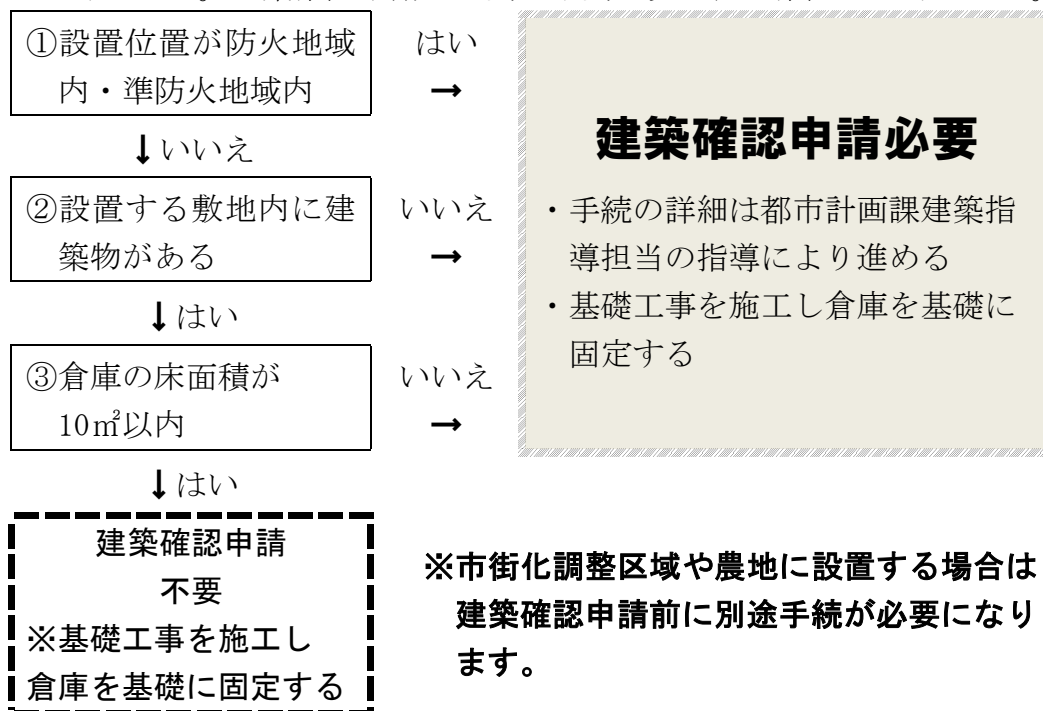 ①設置位置が防火地域
内・準防火地域内
はい
→
↓いいえ
②設置する敷地内に建
築物がある
いいえ
→
↓はい
③倉庫の床面積が
10㎡以内
いいえ
→
↓はい
建築確認申請
不要
※基礎工事を施工し
倉庫を基礎に固定する
建築確認申請必要
・手続の詳細は都市計画課建築指
導担当の指導により進める
・基礎工事を施工し倉庫を基礎に
固定する
※市街化調整区域や農地に設置する場合は
建築確認申請前に別途手続が必要になり
ます。